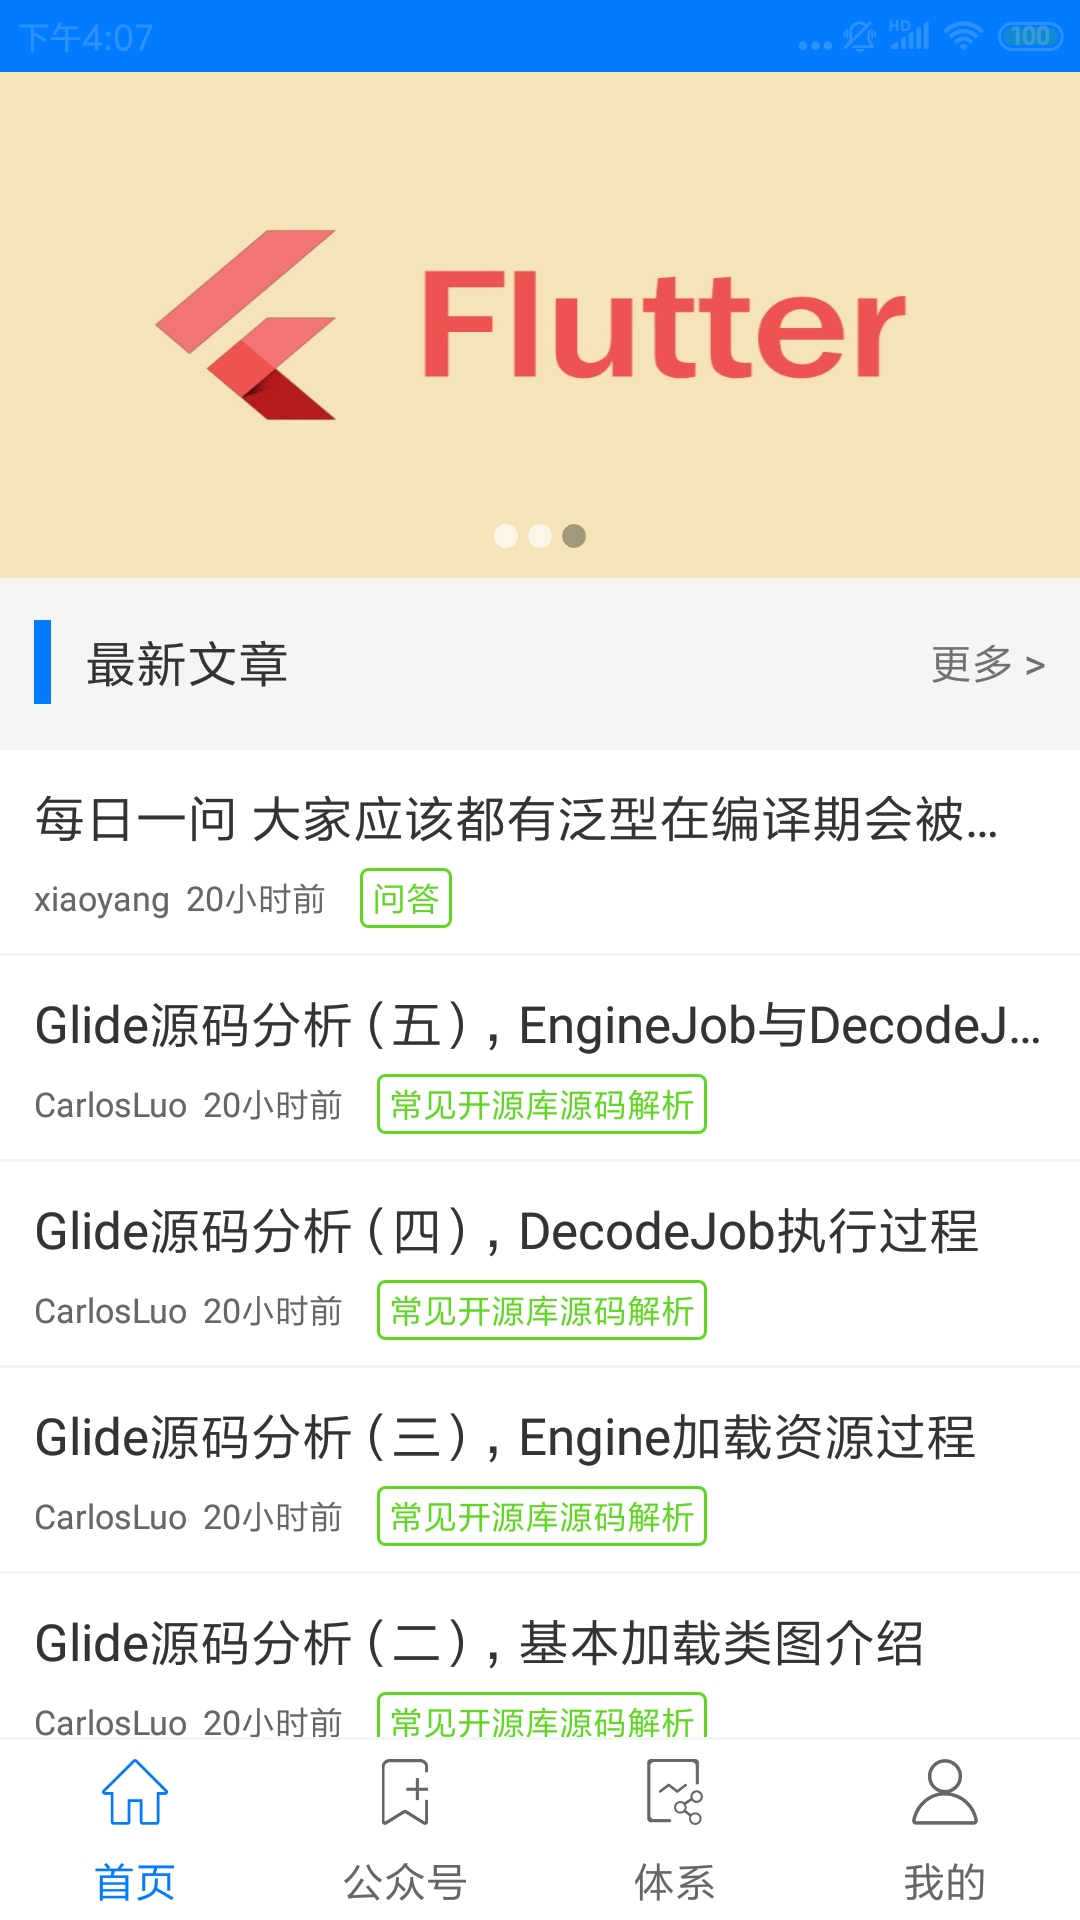 下午4:07
HD
100
Flutter
最新文章
更多 >
每日一问 大家应该都有泛型在编译期会被...
xiaoyang 20小时前 问答
Glide源码分析（五），EngineJob与DecodeJ...
CarlosLuo 20小时前 常见开源库源码解析
Glide源码分析（四），DecodeJob执行过程
CarlosLuo 20小时前 常见开源库源码解析
Glide源码分析（三），Engine加载资源过程
CarlosLuo 20小时前 常见开源库源码解析
Glide源码分析（二），基本加载类图介绍
CarlosLuo 20小时前 常见开源库源码解析
首页 公众号 体系 我的